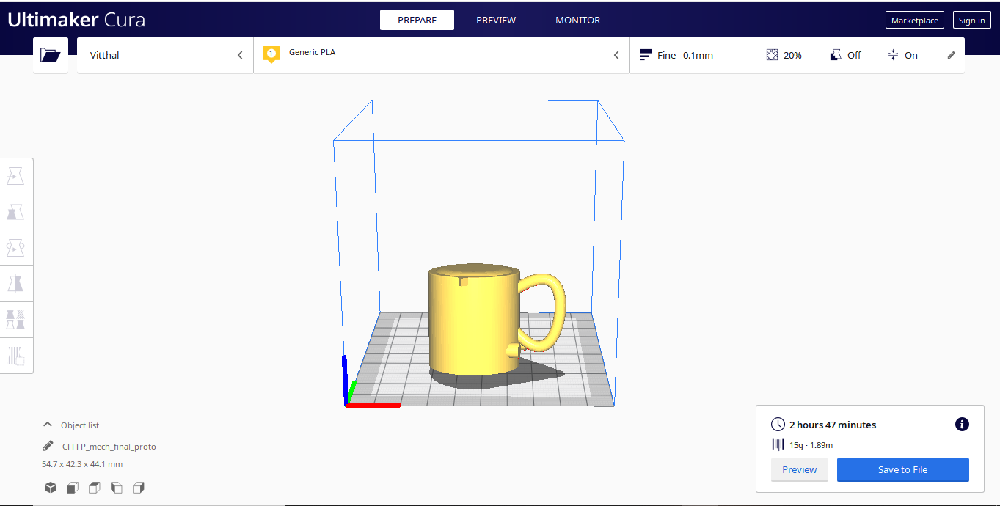 Ultimaker Cura
PREPARE
PREVIEW
MONITOR
Marketplace
Sign in
Vitthal
1
Generic PLA
Fine - 0.1mm
20%
Off
On
Object list
CFFFP_mech_final_proto
54.7 x 42.3 x 44.1 mm
2 hours 47 minutes
15g · 1.89m
Preview
Save to File